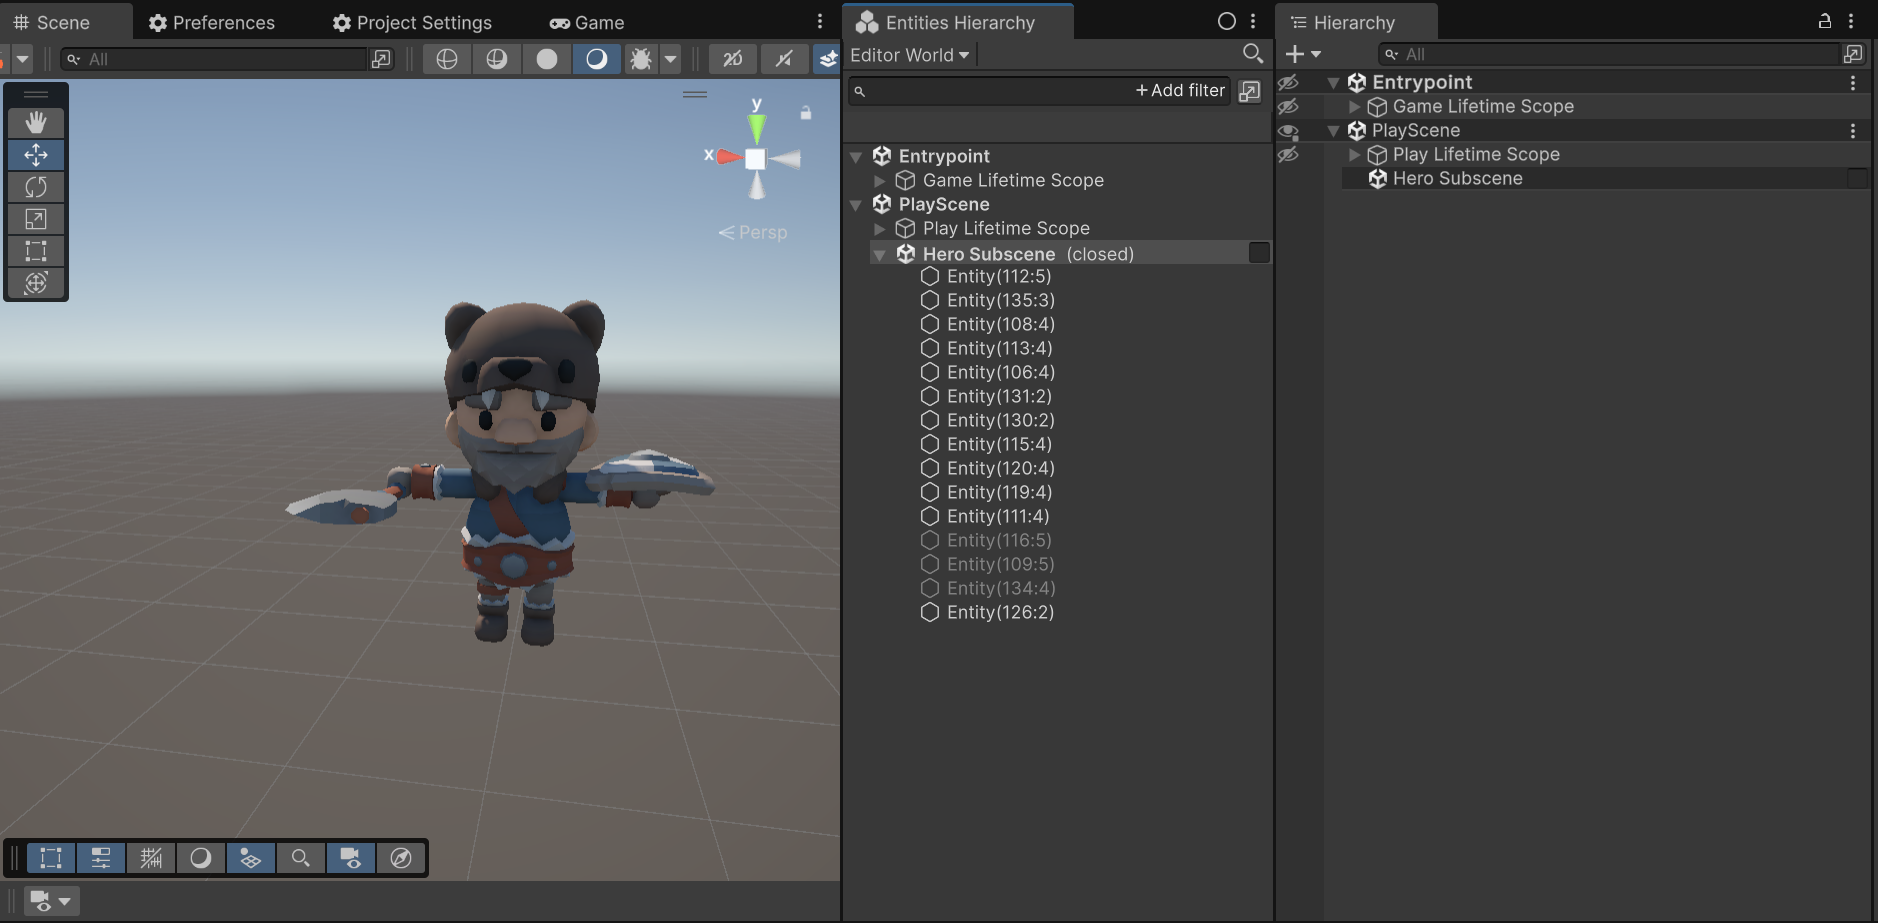 Scene
Preferences
Project Settings
Game
All
2D
y
x
Persp
Entities Hierarchy
Editor World
+ Add filter
Entrypoint
Game Lifetime Scope
PlayScene
Play Lifetime Scope
Hero Subscene (closed)
Entity(112:5)
Entity(135:3)
Entity(108:4)
Entity(113:4)
Entity(106:4)
Entity(131:2)
Entity(130:2)
Entity(115:4)
Entity(120:4)
Entity(119:4)
Entity(111:4)
Entity(116:5)
Entity(109:5)
Entity(134:4)
Entity(126:2)
Hierarchy
All
Entrypoint
Game Lifetime Scope
PlayScene
Play Lifetime Scope
Hero Subscene